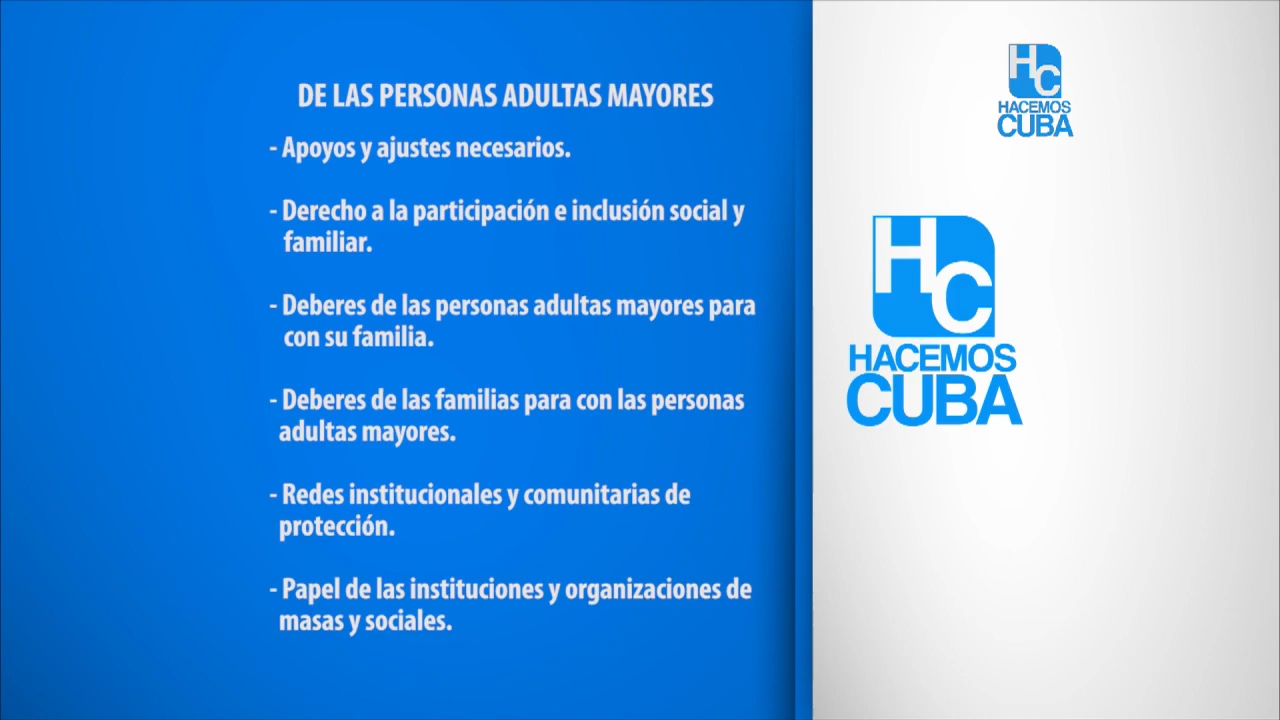 DE LAS PERSONAS ADULTAS MAYORES
- Apoyos y ajustes necesarios.
- Derecho a la participación e inclusión social y
familiar.
- Deberes de las personas adultas mayores para
con su familia.
- Deberes de las familias para con las personas
adultas mayores.
- Redes institucionales y comunitarias de
protección.
- Papel de las instituciones y organizaciones de
masas y sociales.
HC
HACEMOS
CUBA
HC
HACEMOS
CUBA